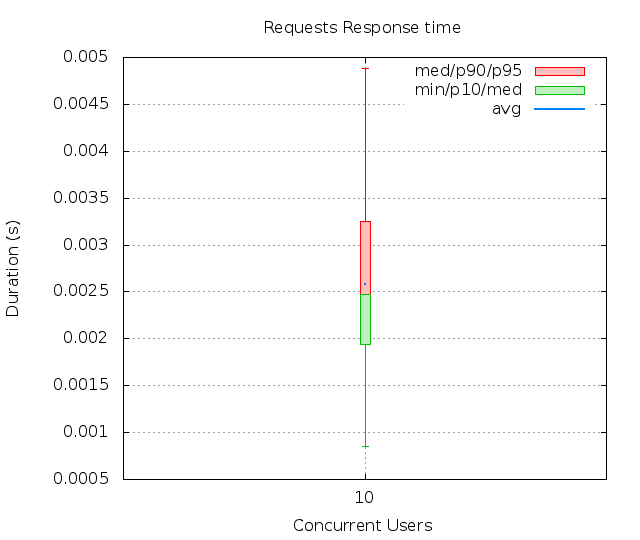 Requests Response time
0.005
0.0045
0.004
0.0035
0.003
0.0025
0.002
0.0015
0.001
0.0005
Duration (s)
med/p90/p95
min/p10/med
avg
10
Concurrent Users